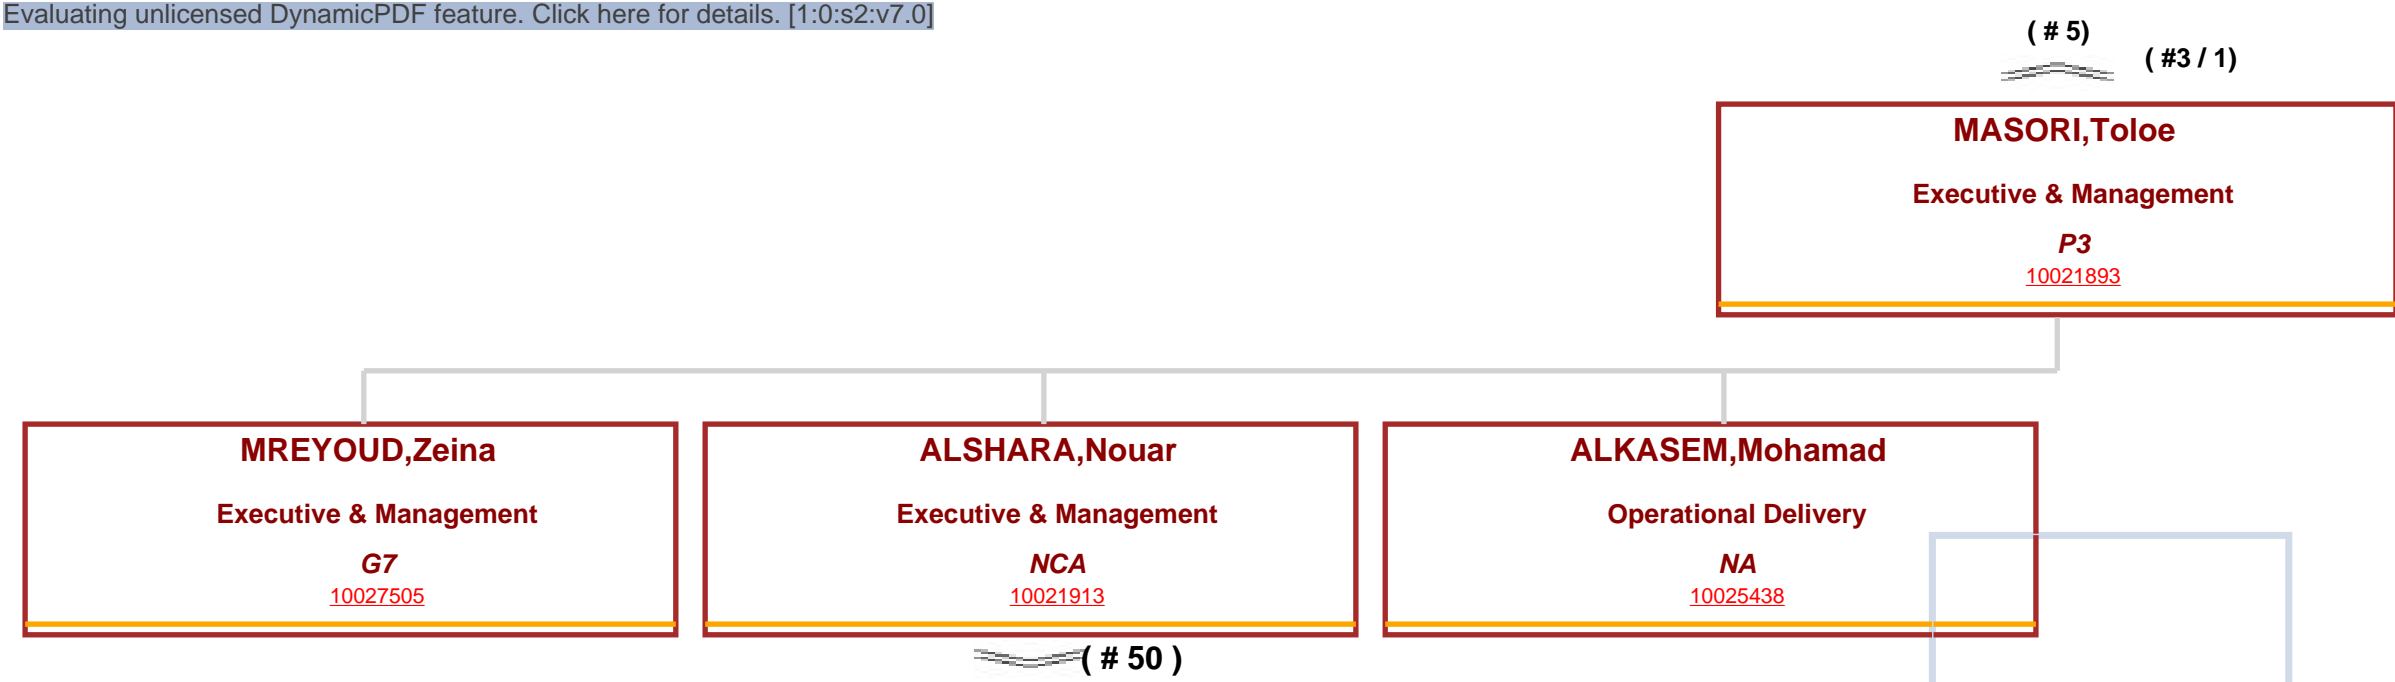 Evaluating unlicensed DynamicPDF feature. Click here for details. [1:0:s2:v7.0]
( # 5)
( #3 / 1)
MASORI,Toloe
Executive & Management
P3
10021893
MREYOUD,Zeina
Executive & Management
G7
10027505
ALSHARA,Nouar
Executive & Management
NCA
10021913
( # 50 )
ALKASEM,Mohamad
Operational Delivery
NA
10025438